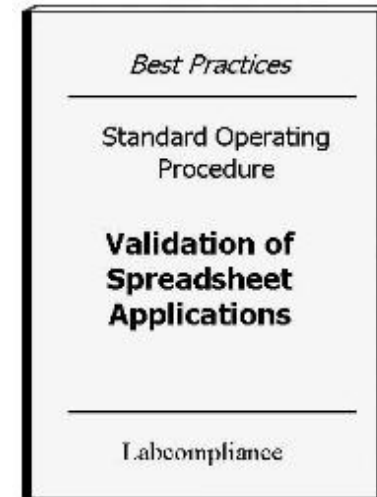 Best Practices
Standard Operating
Procedure
Validation of
Spreadsheet
Applications
Labcompliance